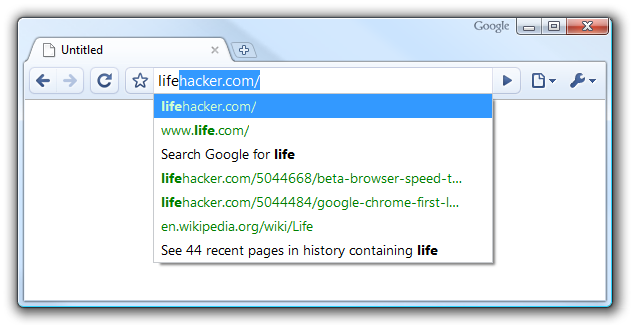 Google
Untitled
lifehacker.com/
lifehacker.com/
www.life.com/
Search Google for life
lifehacker.com/5044668/beta-browser-speed-t...
lifehacker.com/5044484/google-chrome-first-l...
en.wikipedia.org/wiki/Life
See 44 recent pages in history containing life